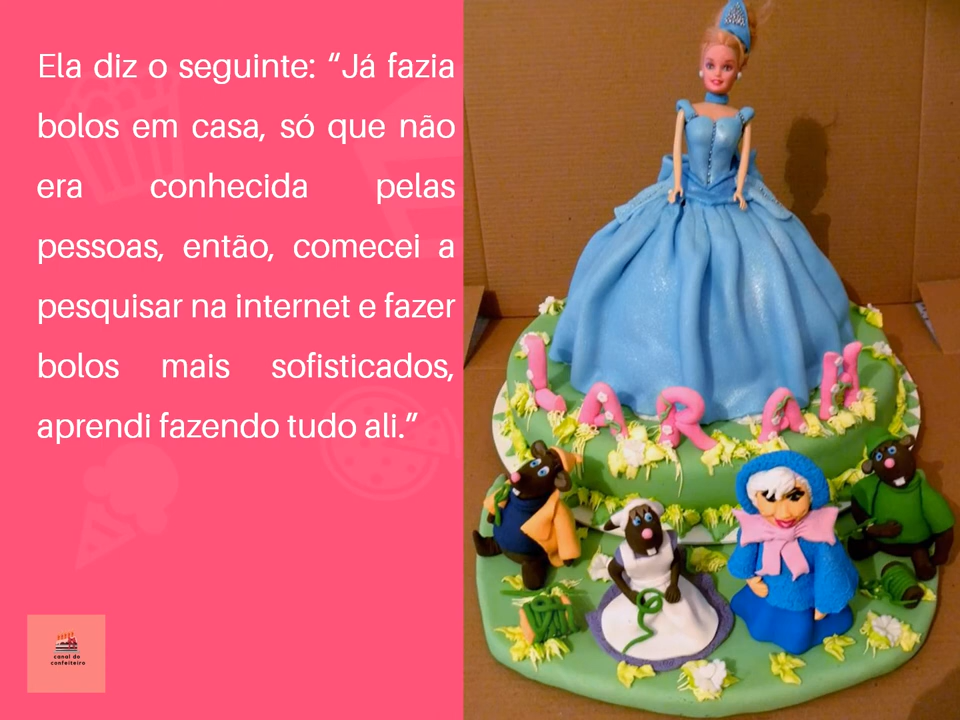 Ela diz o seguinte: “Já fazia
bolos em casa, só que não
era conhecida pelas
pessoas, então, comecei a
pesquisar na internet e fazer
bolos mais sofisticados,
aprendi fazendo tudo ali.”
LARAH
canal do
confeiteiro